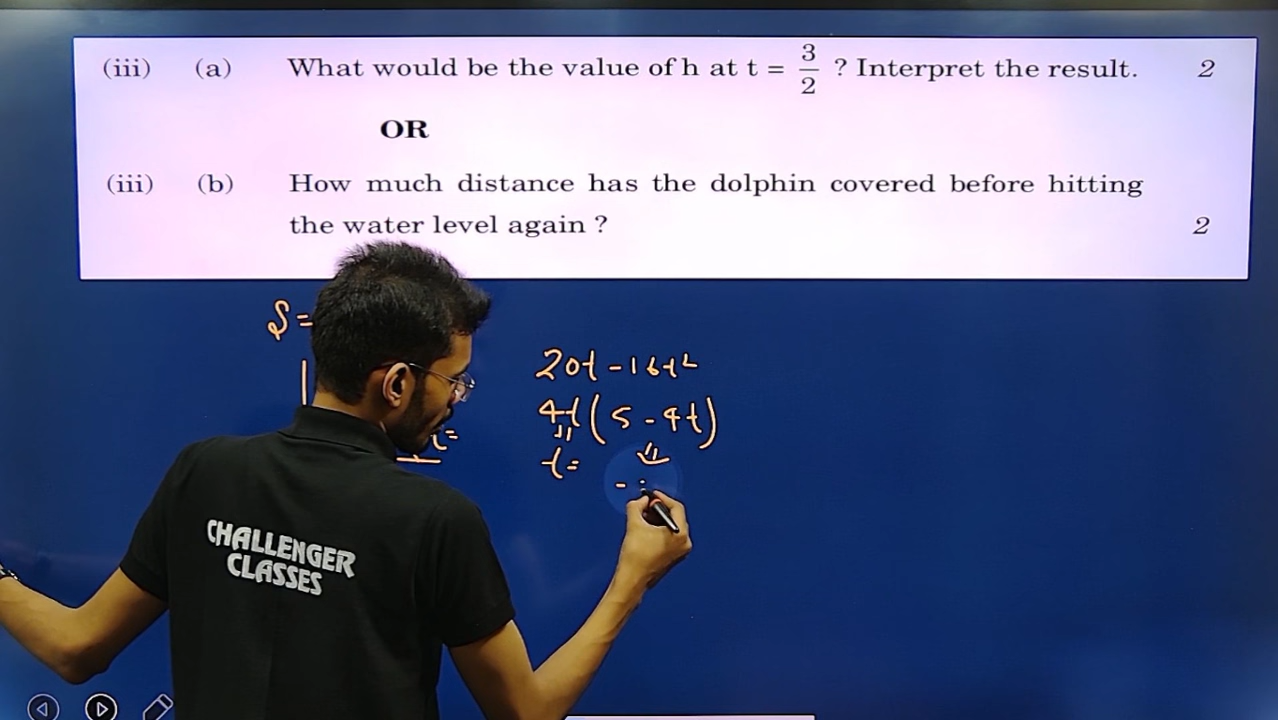 (iii) (a) What would be the value of h at t = 3/2 ? Interpret the result. 2
OR
(iii) (b) How much distance has the dolphin covered before hitting
the water level again ? 2
S=
20t - 16t²
4t(5 - 4t)
t=
CHALLENGER
CLASSES